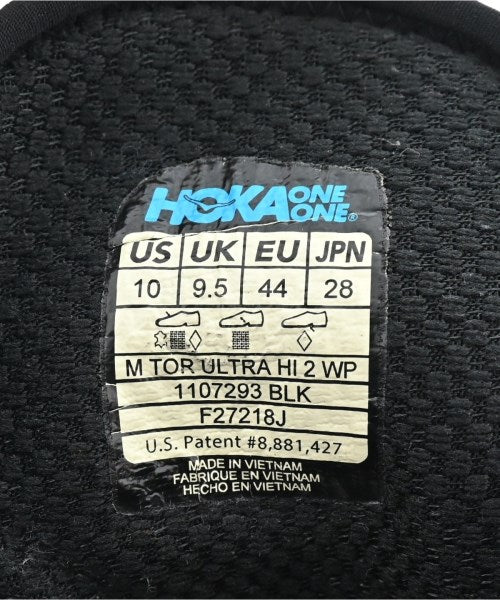 HOKA ONE ONE®
US UK EU JPN
10 9.5 44 28
M TOR ULTRA HI 2 WP
1107293 BLK
F27218J
U.S. Patent #8,881,427
MADE IN VIETNAM
FABRIQUE EN VIETNAM
HECHO EN VIETNAM